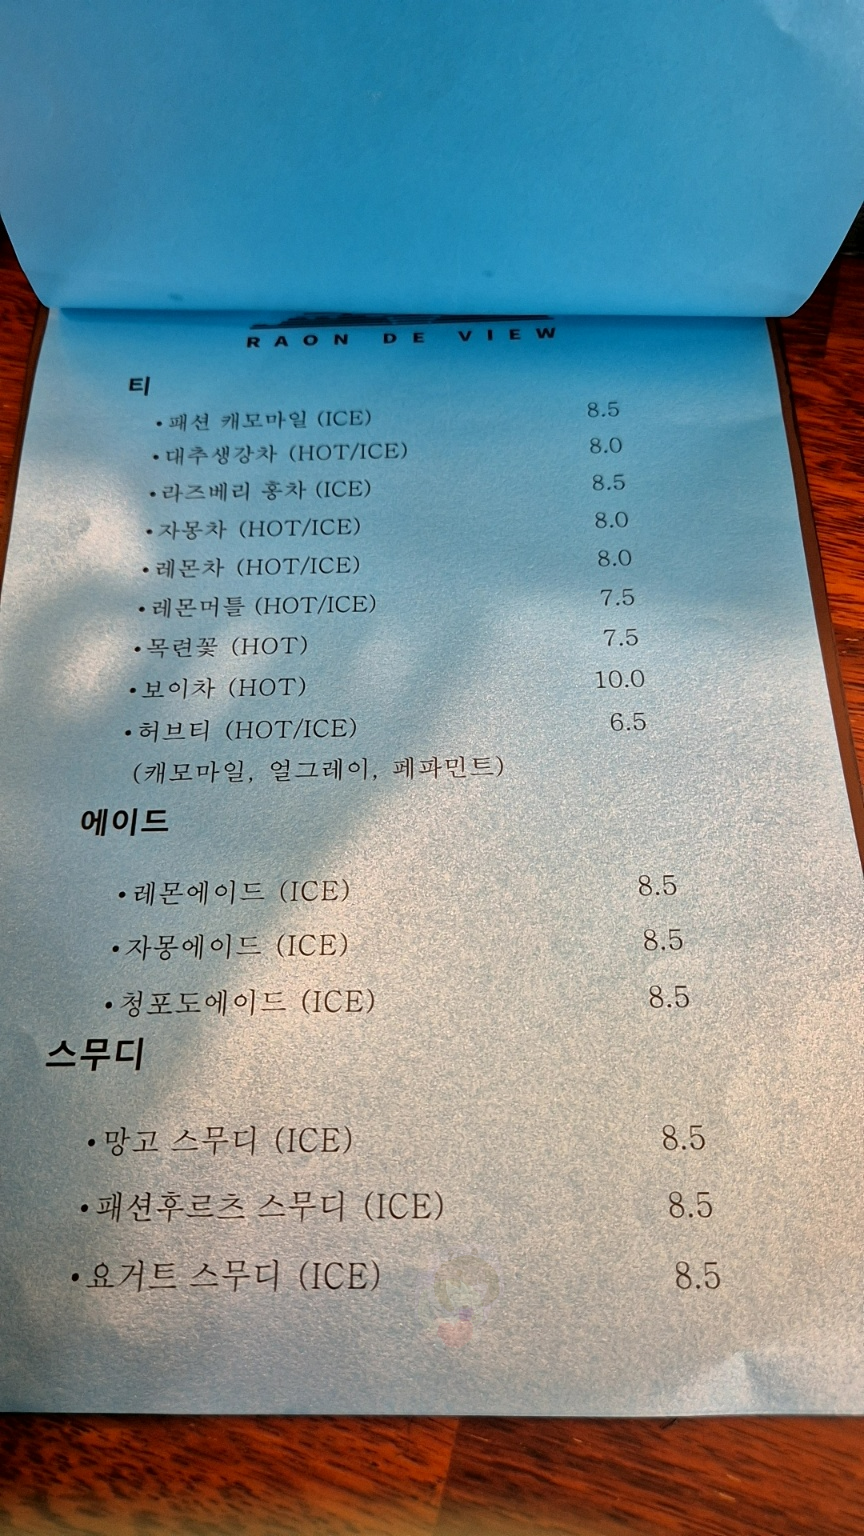 RAON DE VIEW
티
•패션 캐모마일 (ICE) 8.5
•대추생강차 (HOT/ICE) 8.0
•라즈베리 홍차 (ICE) 8.5
•자몽차 (HOT/ICE) 8.0
•레몬차 (HOT/ICE) 8.0
•레몬머틀 (HOT/ICE) 7.5
•목련꽃 (HOT) 7.5
•보이차 (HOT) 10.0
•허브티 (HOT/ICE) 6.5
(캐모마일, 얼그레이, 페파민트)
에이드
•레몬에이드 (ICE) 8.5
•자몽에이드 (ICE) 8.5
•청포도에이드 (ICE) 8.5
스무디
•망고 스무디 (ICE) 8.5
•패션후르츠 스무디 (ICE) 8.5
•요거트 스무디 (ICE) 8.5